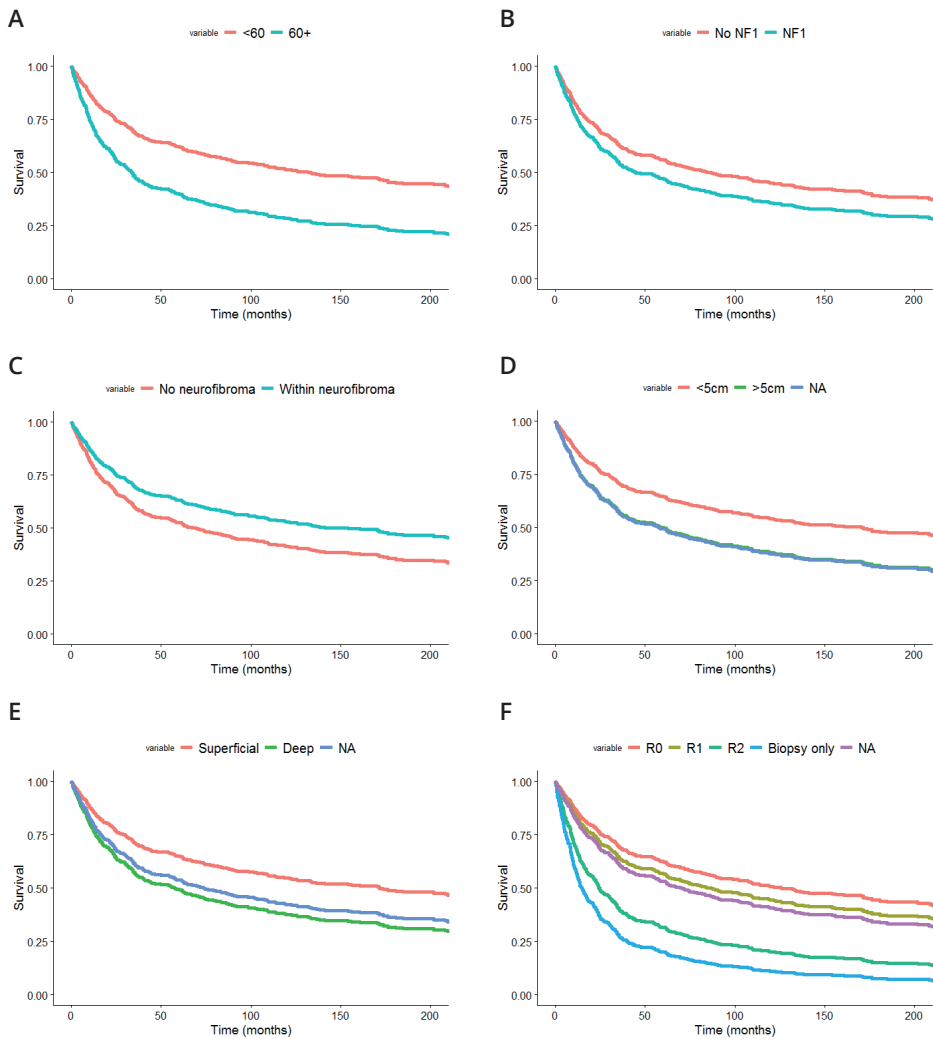 A
variable <60 60+
1.00
0.75
0.50
0.25
0.00
Survival
0 50 100 150 200
Time (months)
B
variable No NF1 NF1
1.00
0.75
0.50
0.25
0.00
Survival
0 50 100 150 200
Time (months)
C
variable No neurofibroma Within neurofibroma
1.00
0.75
0.50
0.25
0.00
Survival
0 50 100 150 200
Time (months)
D
variable <5cm >5cm NA
1.00
0.75
0.50
0.25
0.00
Survival
0 50 100 150 200
Time (months)
E
variable Superficial Deep NA
1.00
0.75
0.50
0.25
0.00
Survival
0 50 100 150 200
Time (months)
F
variable R0 R1 R2 Biopsy only NA
1.00
0.75
0.50
0.25
0.00
Survival
0 50 100 150 200
Time (months)